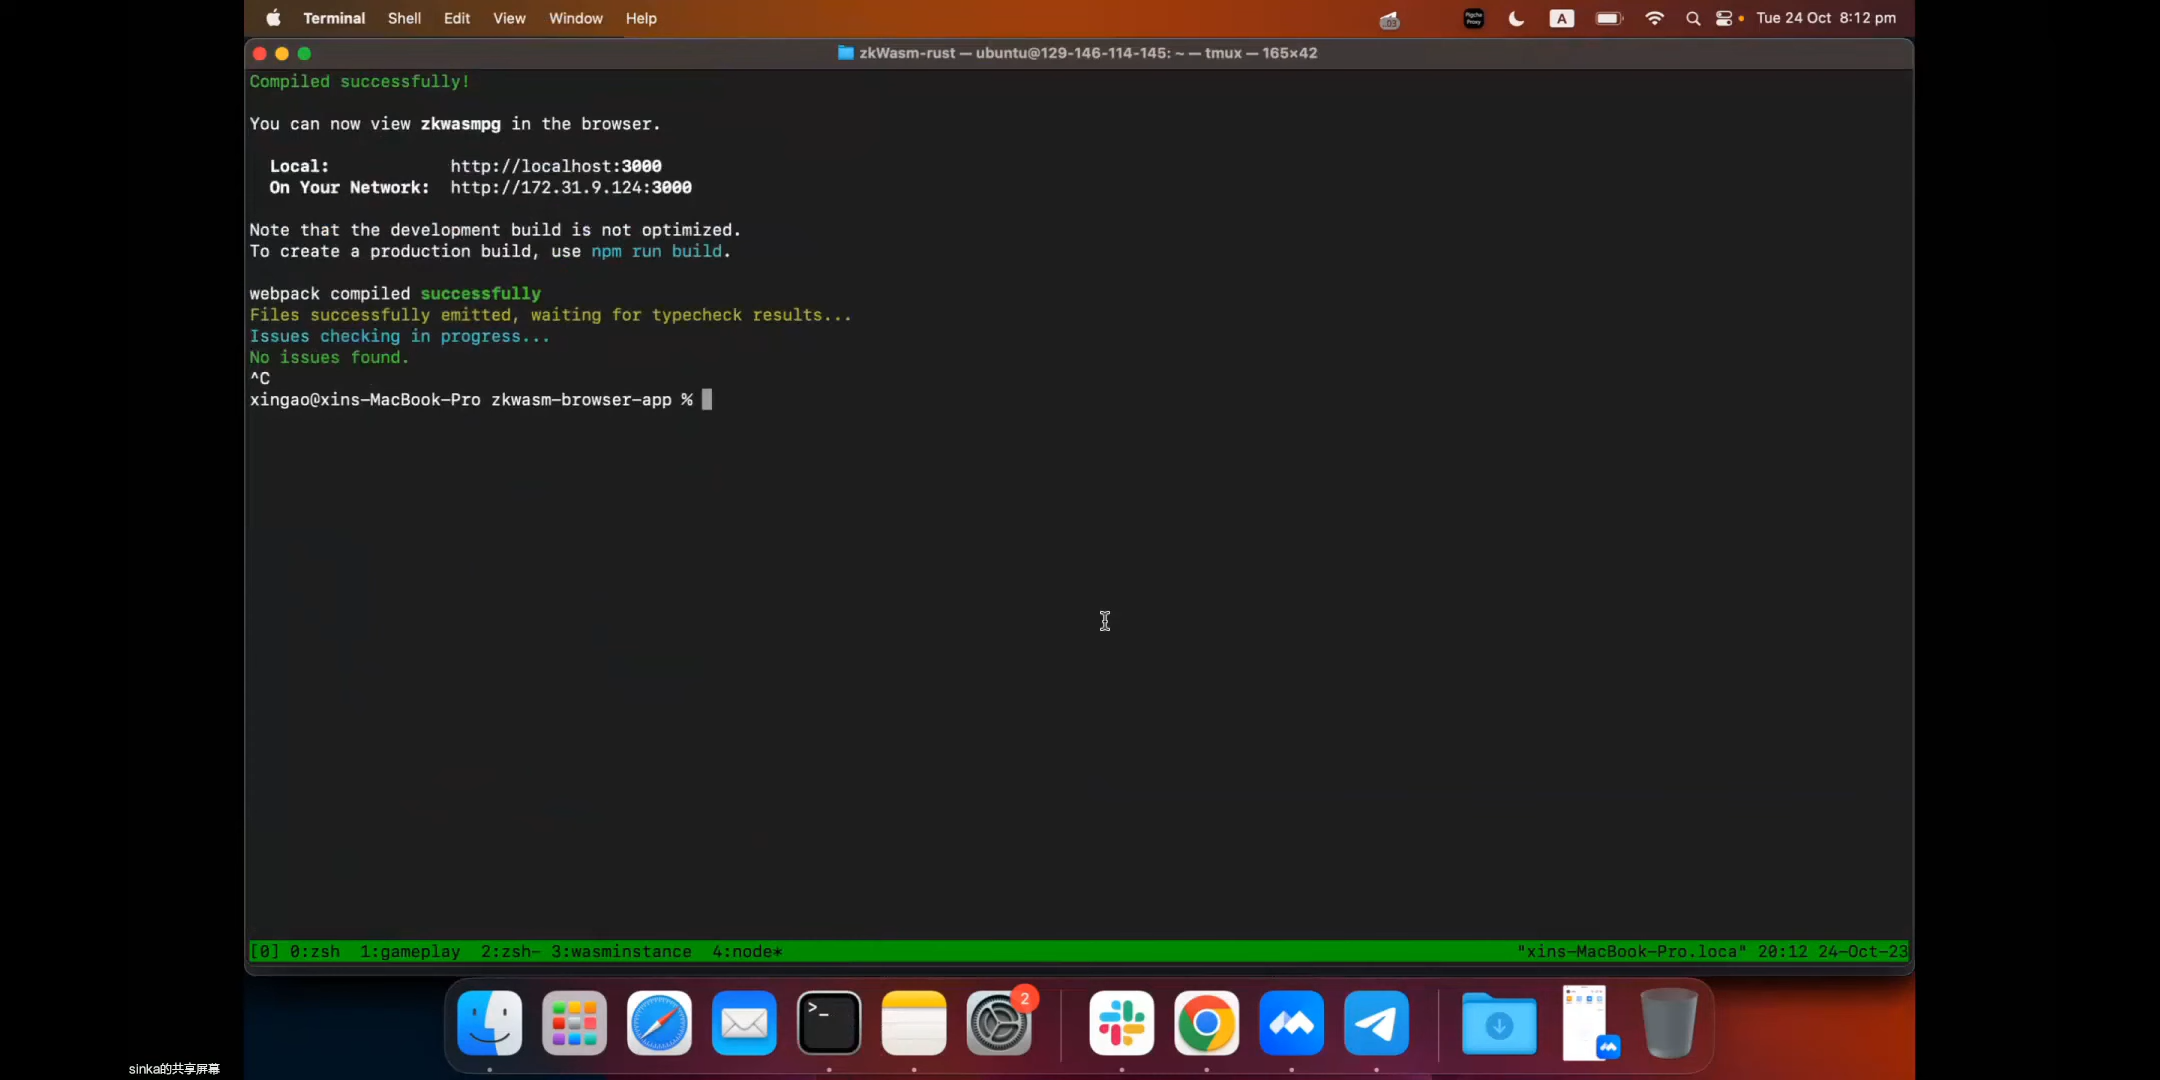 Terminal Shell Edit View Window Help A Tue 24 Oct 8:12 pm
zkWasm-rust — ubuntu@129-146-114-145: ~ — tmux — 165×42
Compiled successfully!
You can now view zkwasmpg in the browser.
Local: http://localhost:3000
On Your Network: http://172.31.9.124:3000
Note that the development build is not optimized.
To create a production build, use npm run build.
webpack compiled successfully
Files successfully emitted, waiting for typecheck results...
Issues checking in progress...
No issues found.
^C
xingao@xins-MacBook-Pro zkwasm-browser-app %
[0] 0:zsh 1:gameplay 2:zsh- 3:wasminstance 4:node* "xins-MacBook-Pro.loca" 20:12 24-Oct-23
2
>_
sinka的共享屏幕